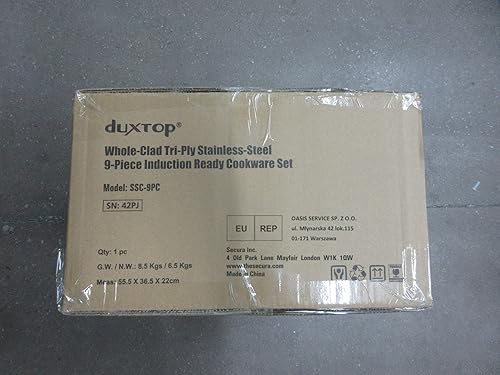 duxtop®
Whole-Clad Tri-Ply Stainless-Steel
9-Piece Induction Ready Cookware Set
Model: SSC-9PC
SN: 42PJ
EU REP
OASIS SERVICE SP. Z O.O.
ul. Młynarska 42 lok.115
01-171 Warszawa
Qty: 1 pc
G.W. / N.W.: 8.5 Kgs / 6.5 Kgs
Meas: 55.5 X 36.5 X 22cm
Secura Inc.
4 Old Park Lane Mayfair London W1K 1QW
www.thesecura.com
Made in China